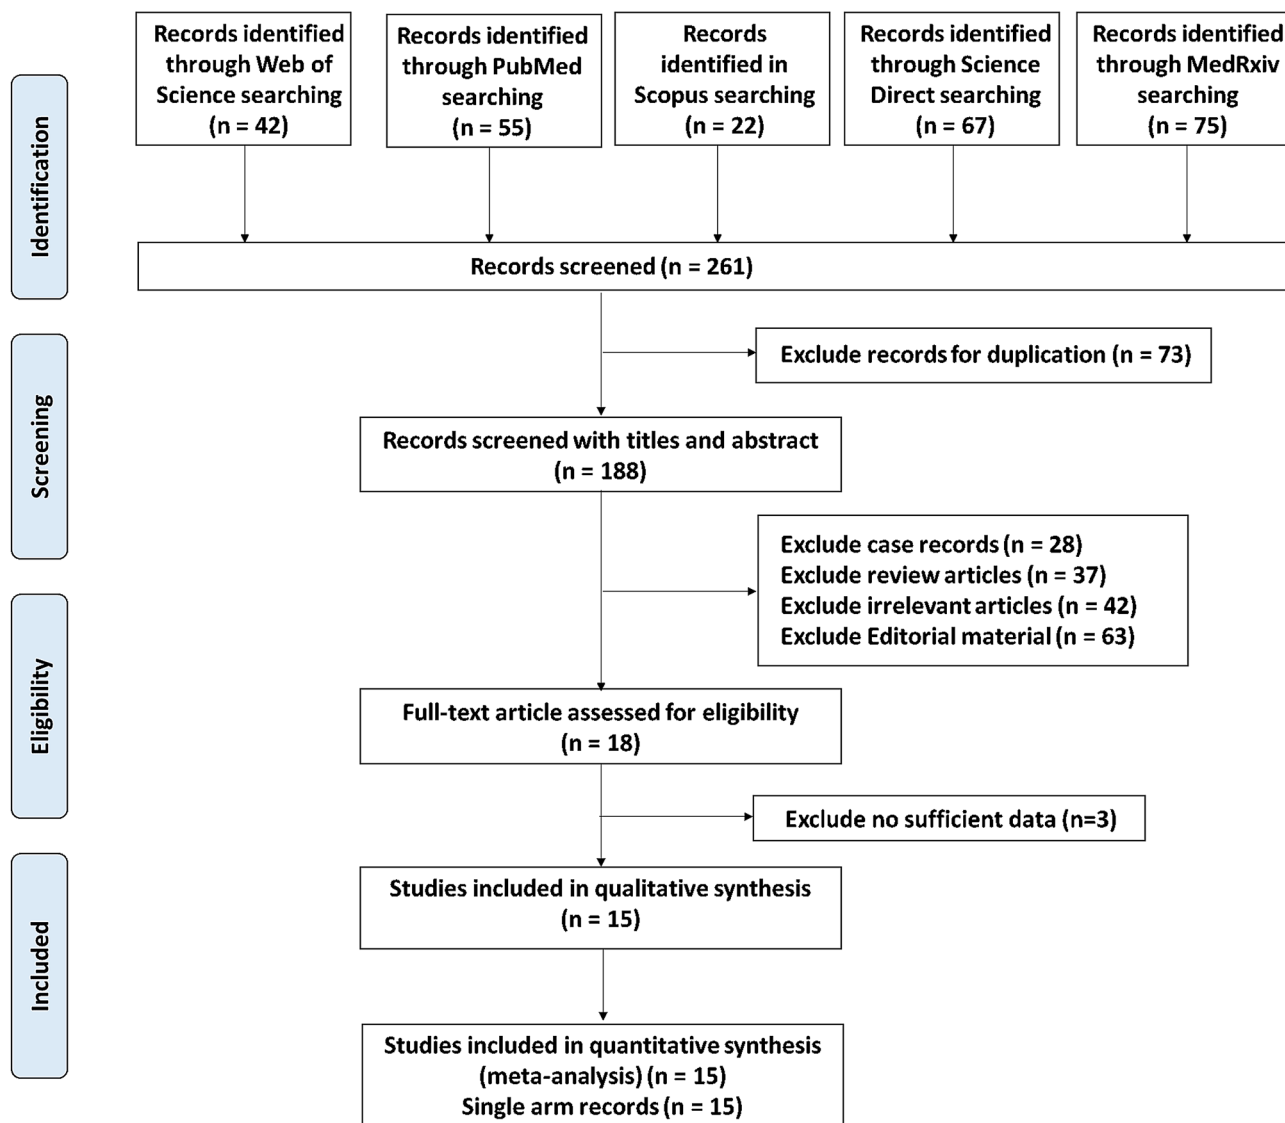 Records identified
through Web of
Science searching
(n = 42)
Records identified
through PubMed
searching
(n = 55)
Records
identified in
Scopus searching
(n = 22)
Records identified
through Science
Direct searching
(n = 67)
Records identified
through MedRxiv
searching
(n = 75)
Identification
Records screened (n = 261)
Exclude records for duplication (n = 73)
Screening
Records screened with titles and abstract
(n = 188)
Exclude case records (n = 28)
Exclude review articles (n = 37)
Exclude irrelevant articles (n = 42)
Exclude Editorial material (n = 63)
Eligibility
Full-text article assessed for eligibility
(n = 18)
Exclude no sufficient data (n=3)
Included
Studies included in qualitative synthesis
(n = 15)
Studies included in quantitative synthesis
(meta-analysis) (n = 15)
Single arm records (n = 15)